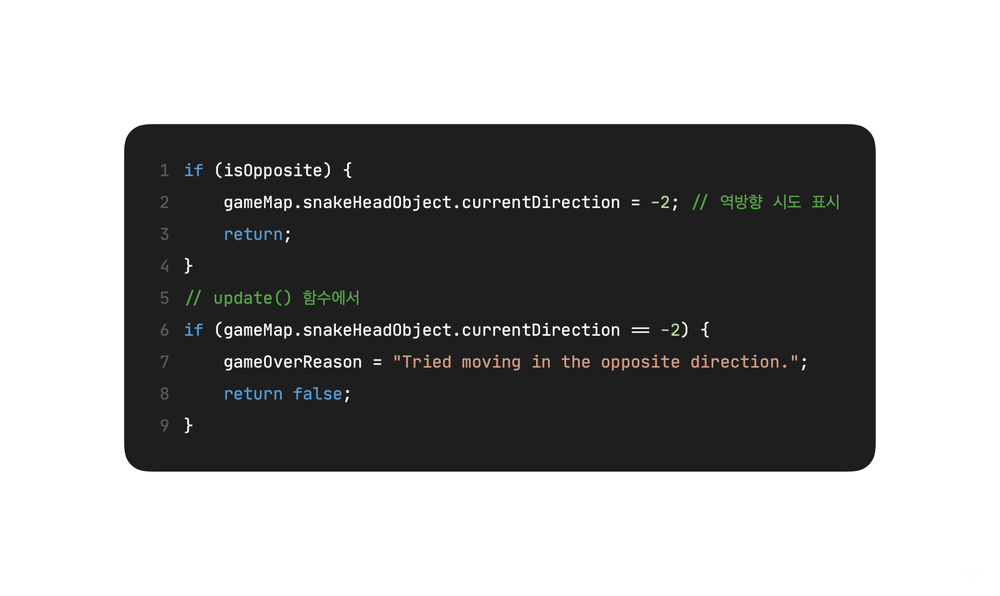 1 if (isOpposite) {
2     gameMap.snakeHeadObject.currentDirection = -2; // 역방향 시도 표시
3     return;
4 }
5 // update() 함수에서
6 if (gameMap.snakeHeadObject.currentDirection == -2) {
7     gameOverReason = "Tried moving in the opposite direction.";
8     return false;
9 }